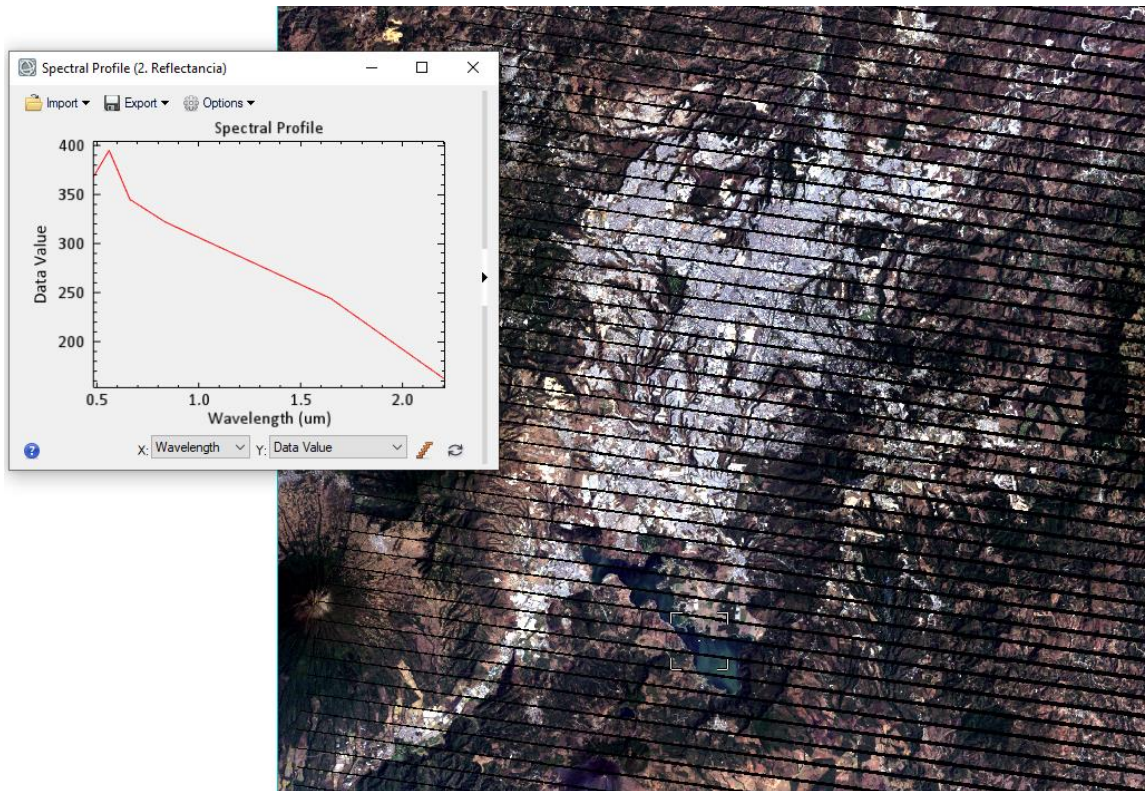 Spectral Profile (2. Reflectancia)
Import Export Options
Spectral Profile
400
350
300
250
200
Data Value
0.5 1.0 1.5 2.0
Wavelength (um)
? X: Wavelength Y: Data Value